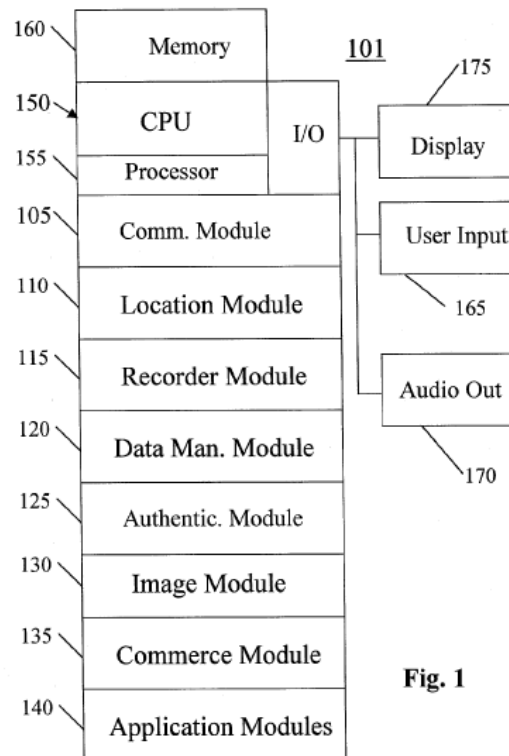 160
Memory
101
175
150
CPU
I/O
Display
155
Processor
105
Comm. Module
User Input
165
110
Location Module
115
Recorder Module
Audio Out
170
120
Data Man. Module
125
Authentic. Module
130
Image Module
135
Commerce Module
Fig. 1
140
Application Modules